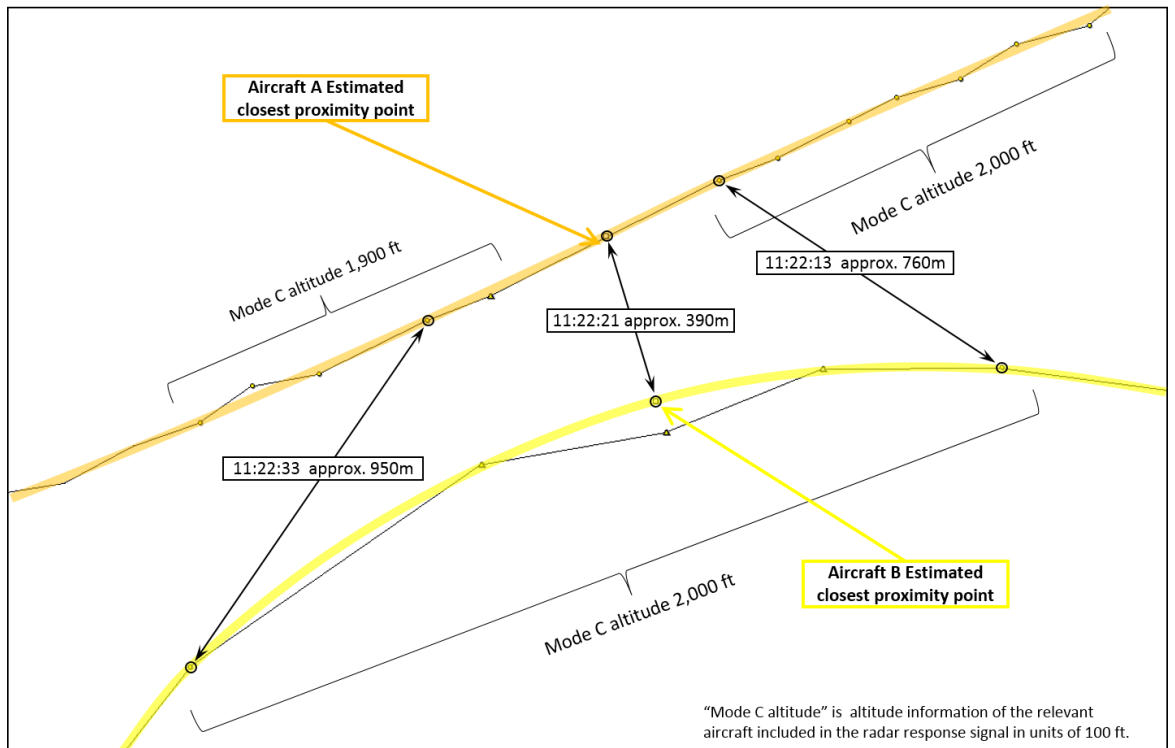 Aircraft A Estimated
closest proximity point
Mode C altitude 2,000 ft
Mode C altitude 1,900 ft
11:22:13  approx. 760m
11:22:21 approx. 390m
11:22:33  approx. 950m
Aircraft B Estimated
closest proximity point
Mode C altitude 2,000 ft
“Mode C altitude” is  altitude information of the relevant
aircraft included in the radar response signal in units of 100 ft.